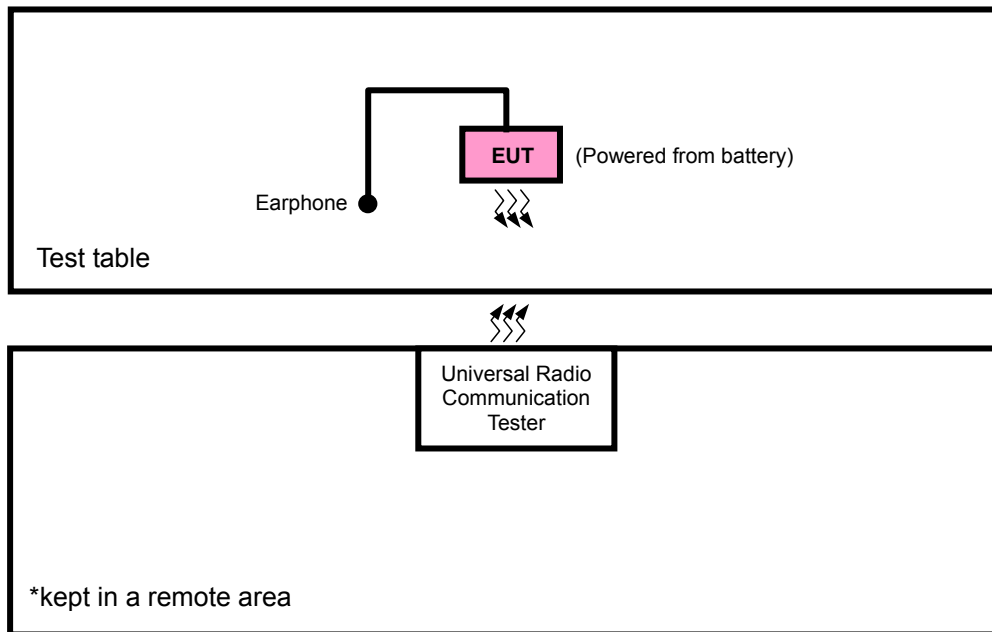 EUT
(Powered from battery)
Earphone
Test table
Universal Radio
Communication
Tester
*kept in a remote area